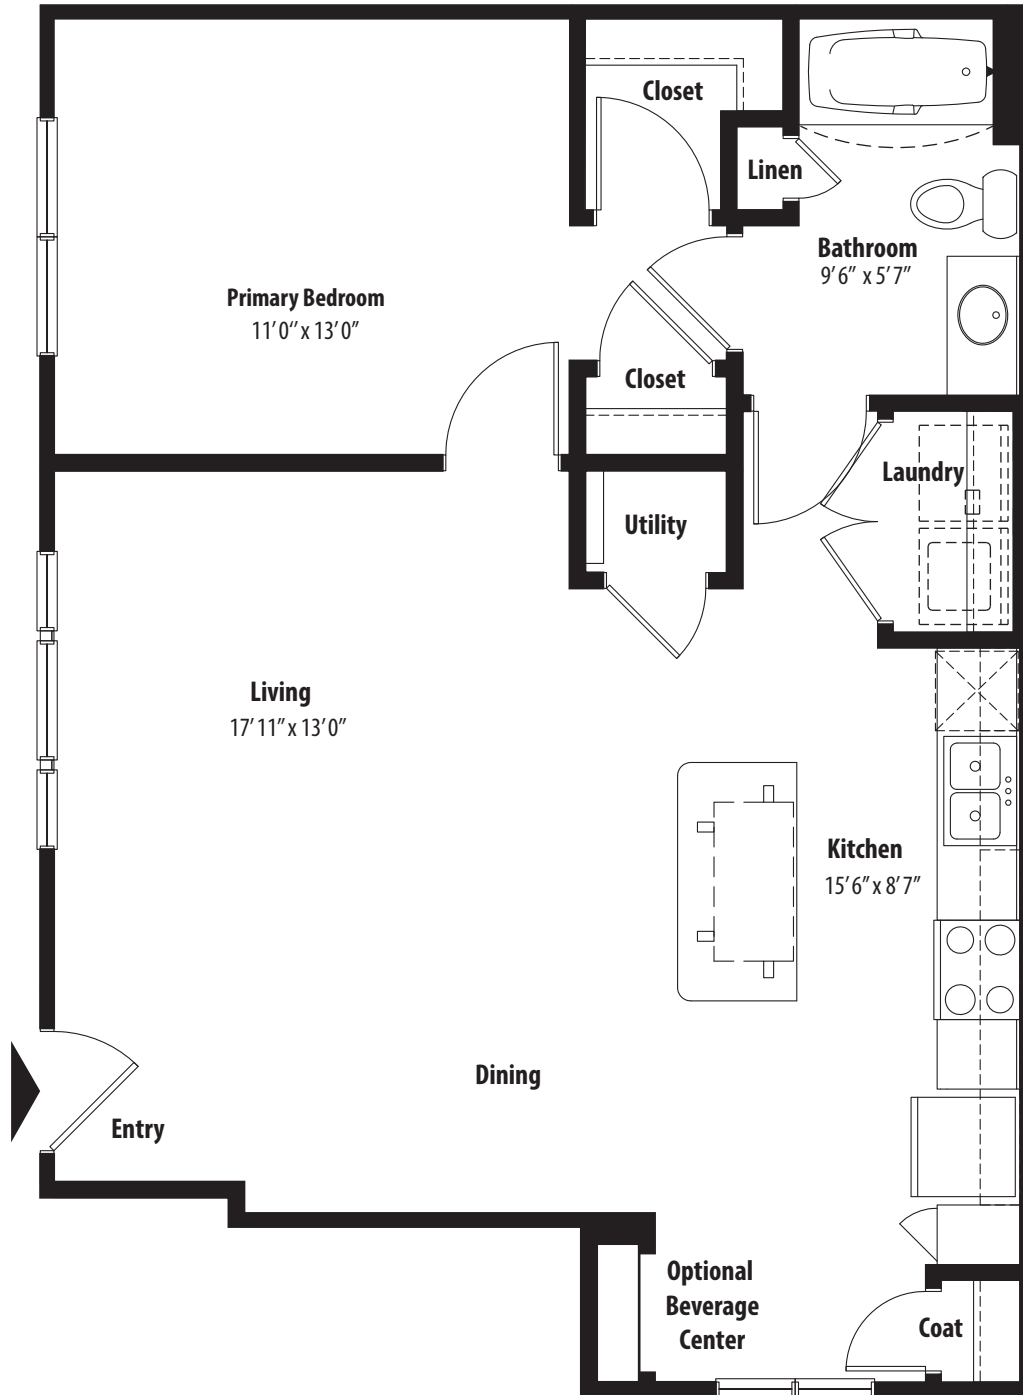 Closet
Linen
Bathroom
9'6" x 5'7"
Primary Bedroom
11'0" x 13'0"
Closet
Laundry
Utility
Living
17'11" x 13'0"
Kitchen
15'6" x 8'7"
Dining
Entry
Optional
Beverage
Center
Coat